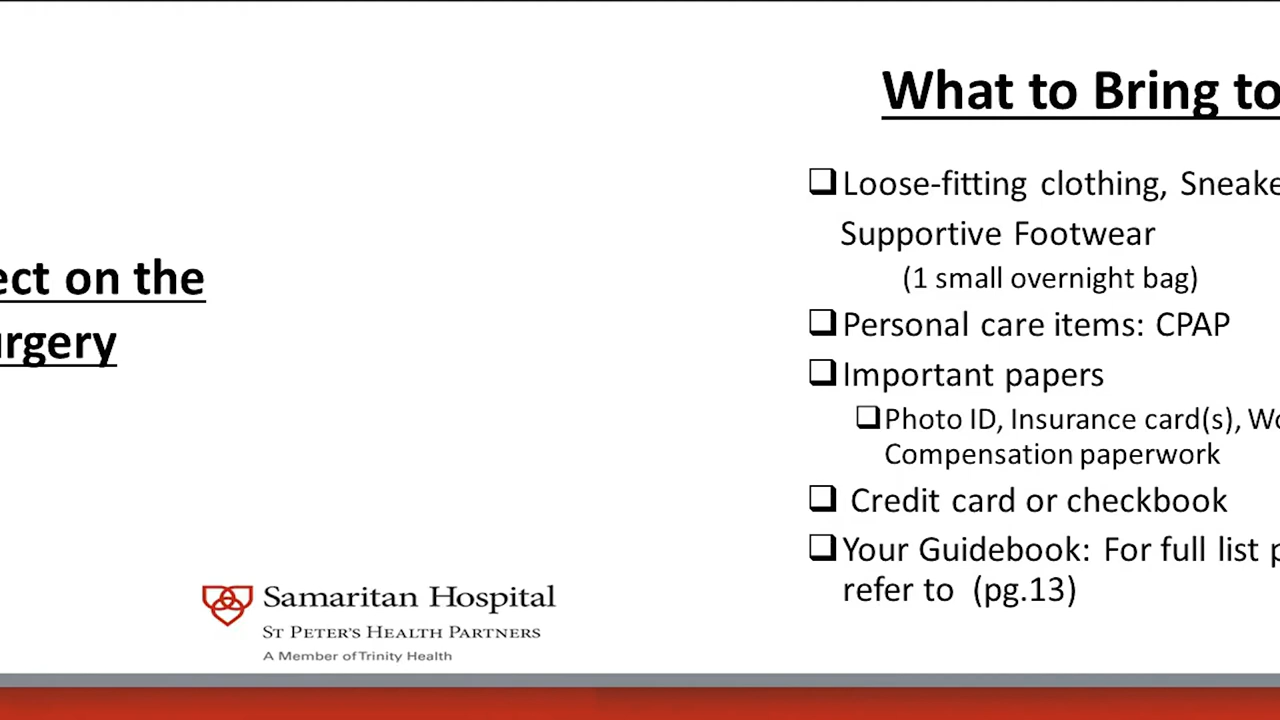 ect on the
urgery
Samaritan Hospital
ST PETER'S HEALTH PARTNERS
A Member of Trinity Health
What to Bring to
Loose-fitting clothing, Sneake
Supportive Footwear
(1 small overnight bag)
Personal care items: CPAP
Important papers
Photo ID, Insurance card(s), Wo
Compensation paperwork
Credit card or checkbook
Your Guidebook: For full list p
refer to (pg.13)